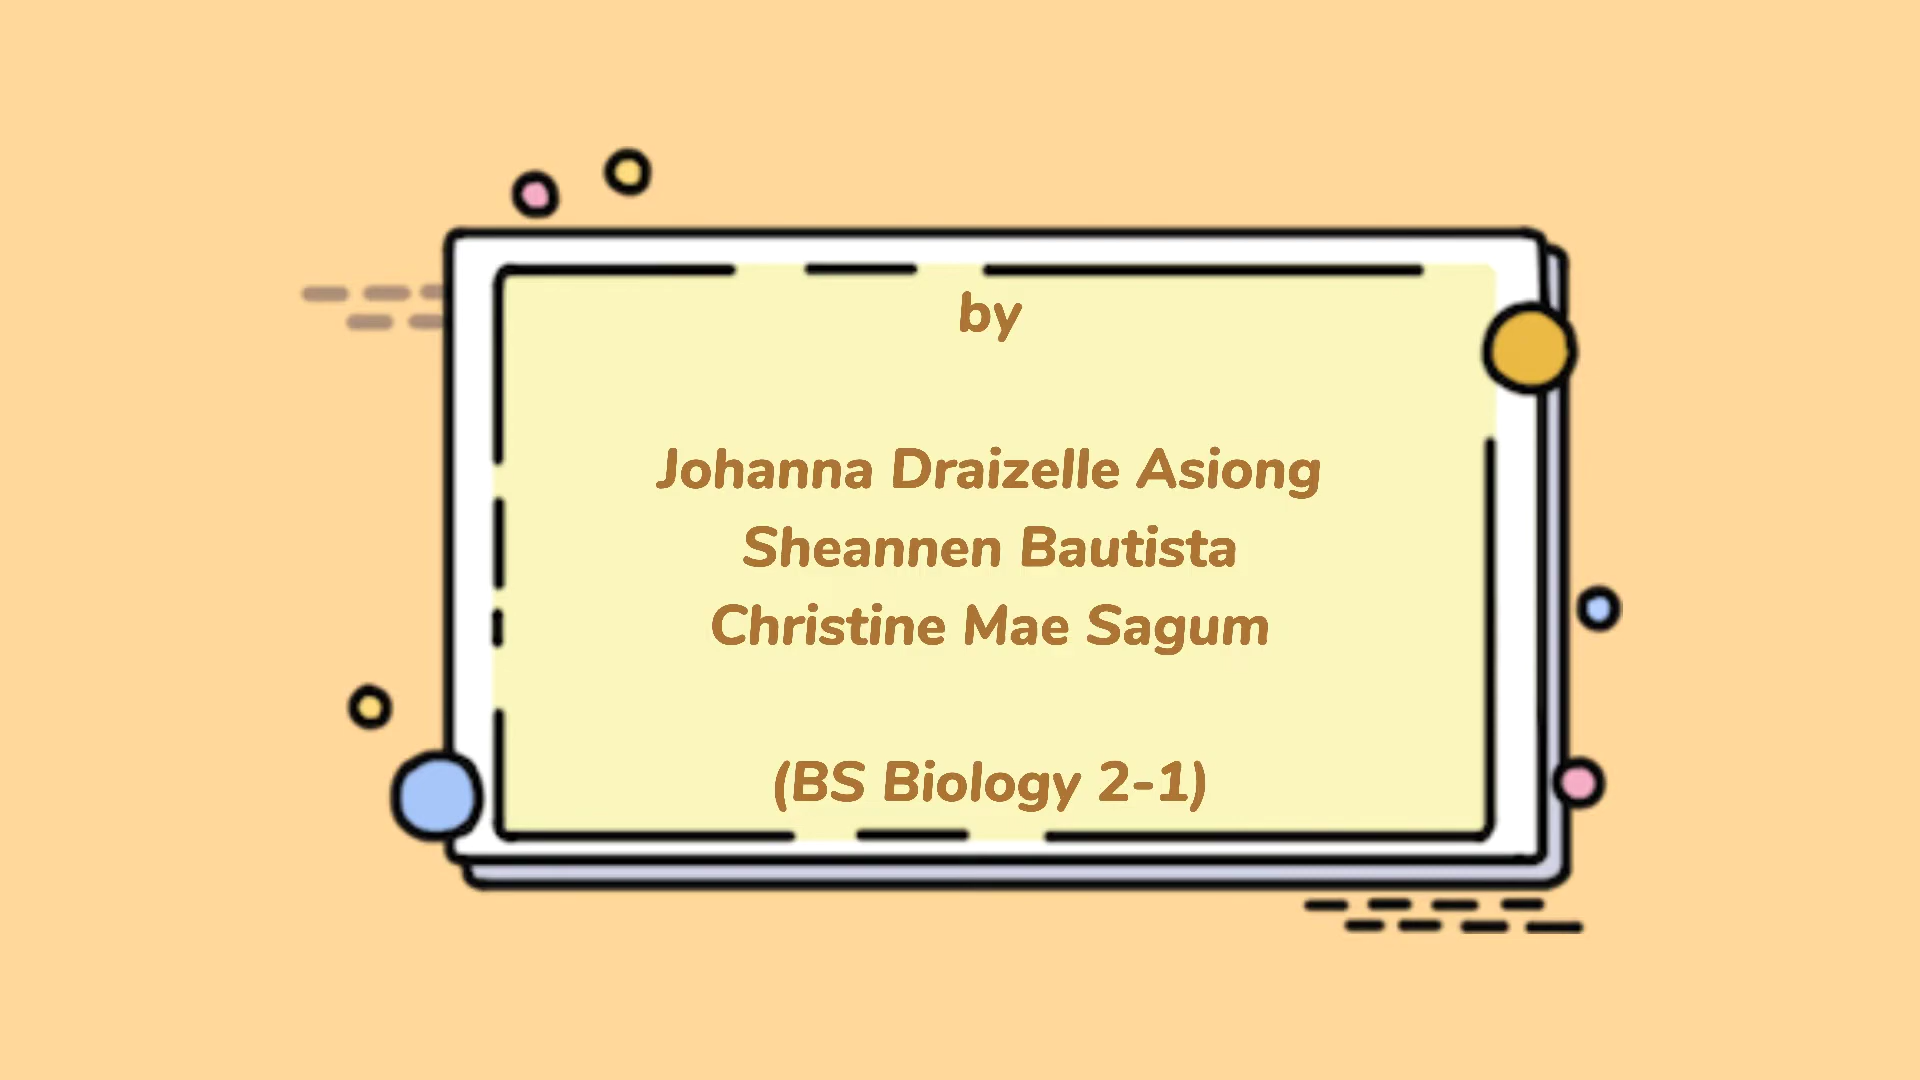 by
Johanna Draizelle Asiong
Sheannen Bautista
Christine Mae Sagum
(BS Biology 2-1)